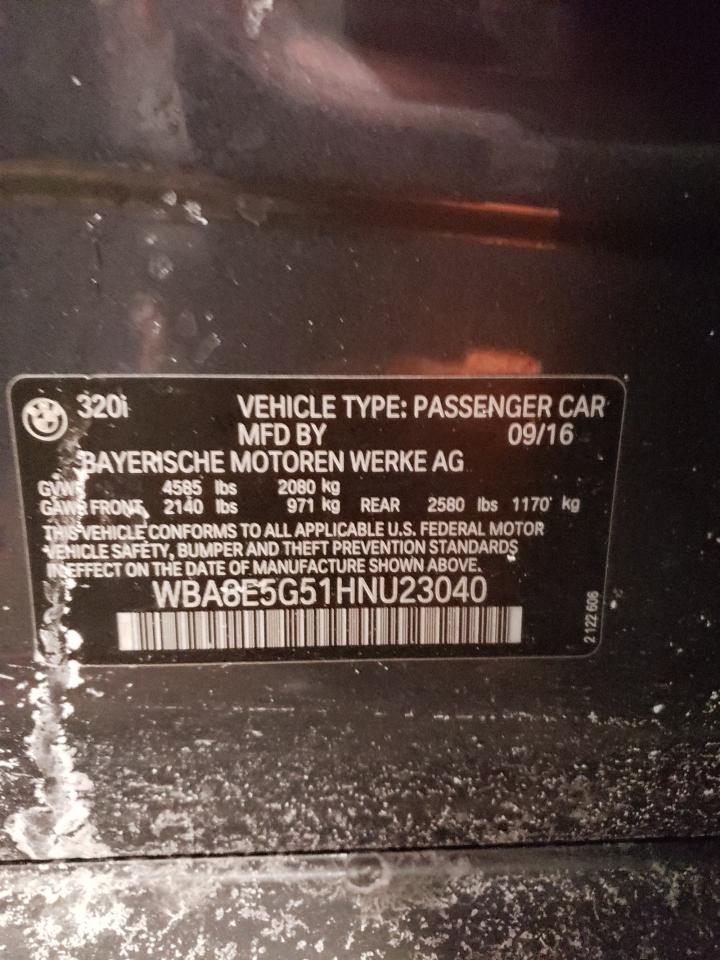 320i VEHICLE TYPE: PASSENGER CAR
MFD BY 09/16
BAYERISCHE MOTOREN WERKE AG
GVWR 4585 lbs 2080 kg
GAWR FRONT 2140 lbs 971 kg REAR 2580 lbs 1170 kg
THIS VEHICLE CONFORMS TO ALL APPLICABLE U.S. FEDERAL MOTOR
VEHICLE SAFETY, BUMPER AND THEFT PREVENTION STANDARDS
IN EFFECT ON THE DATE OF MANUFACTURE SHOWN ABOVE.
WBA8E5G51HNU23040
2 122 606